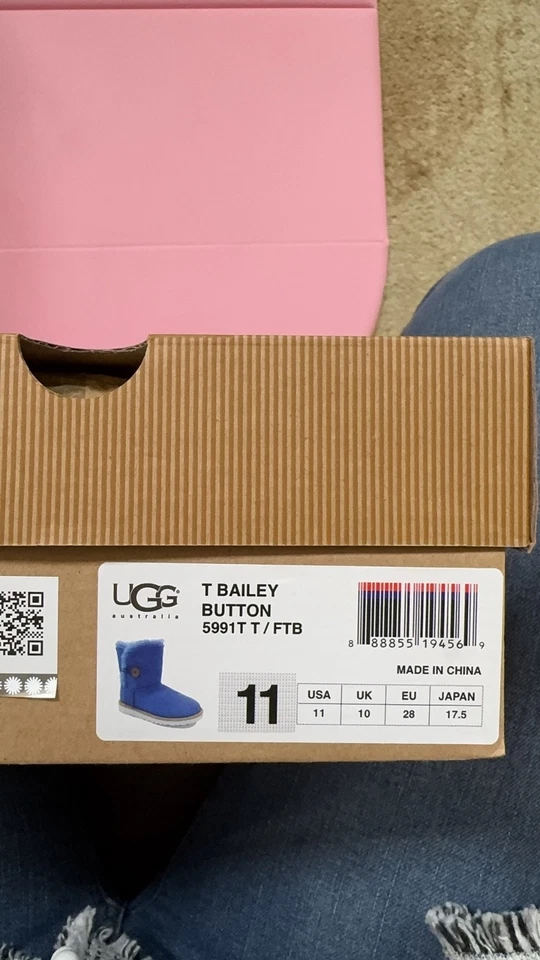 UGG®
australia
T BAILEY
BUTTON
5991T T / FTB
8 88855 19456 9
MADE IN CHINA
11
USA UK EU JAPAN
11 10 28 17.5